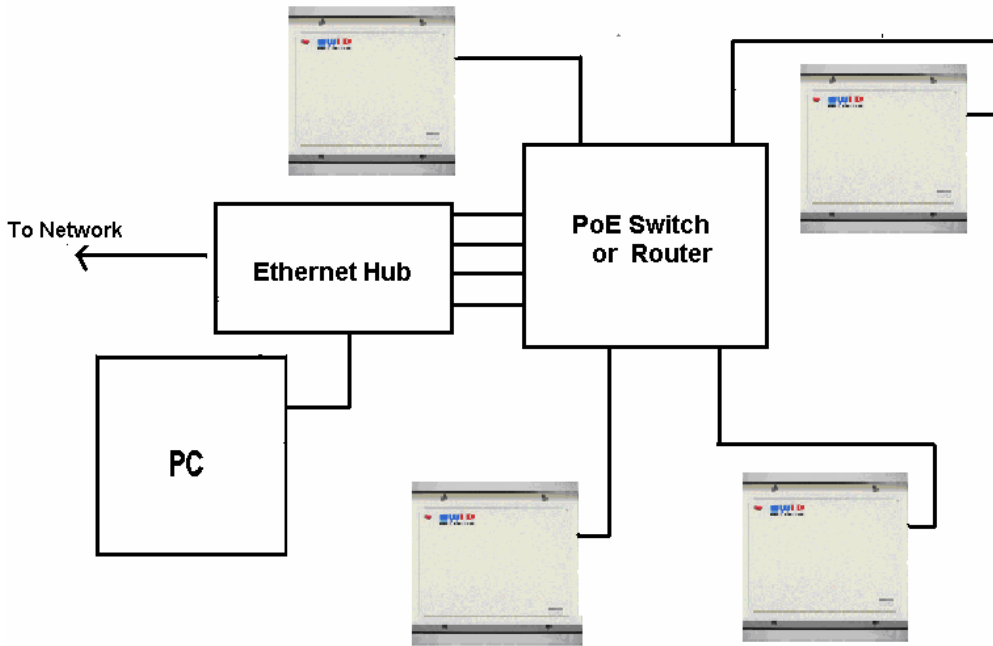 To Network
Ethernet Hub
PoE Switch
or Router
PC